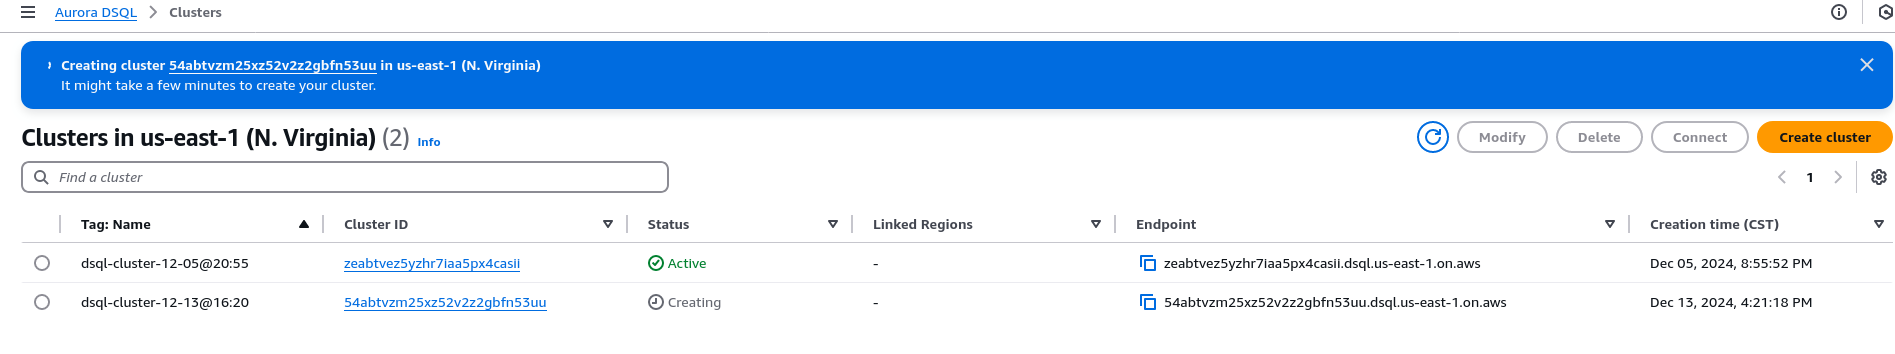 Aurora DSQL > Clusters
Creating cluster 54abtvzm25xz52v2z2gbfn53uu in us-east-1 (N. Virginia)
It might take a few minutes to create your cluster.
Clusters in us-east-1 (N. Virginia) (2) Info
Modify Delete Connect Create cluster
Find a cluster
1
Tag: Name Cluster ID Status Linked Regions Endpoint Creation time (CST)
dsql-cluster-12-05@20:55 zeabtvez5yzhr7iaa5px4casii Active - zeabtvez5yzhr7iaa5px4casii.dsql.us-east-1.on.aws Dec 05, 2024, 8:55:52 PM
dsql-cluster-12-13@16:20 54abtvzm25xz52v2z2gbfn53uu Creating - 54abtvzm25xz52v2z2gbfn53uu.dsql.us-east-1.on.aws Dec 13, 2024, 4:21:18 PM